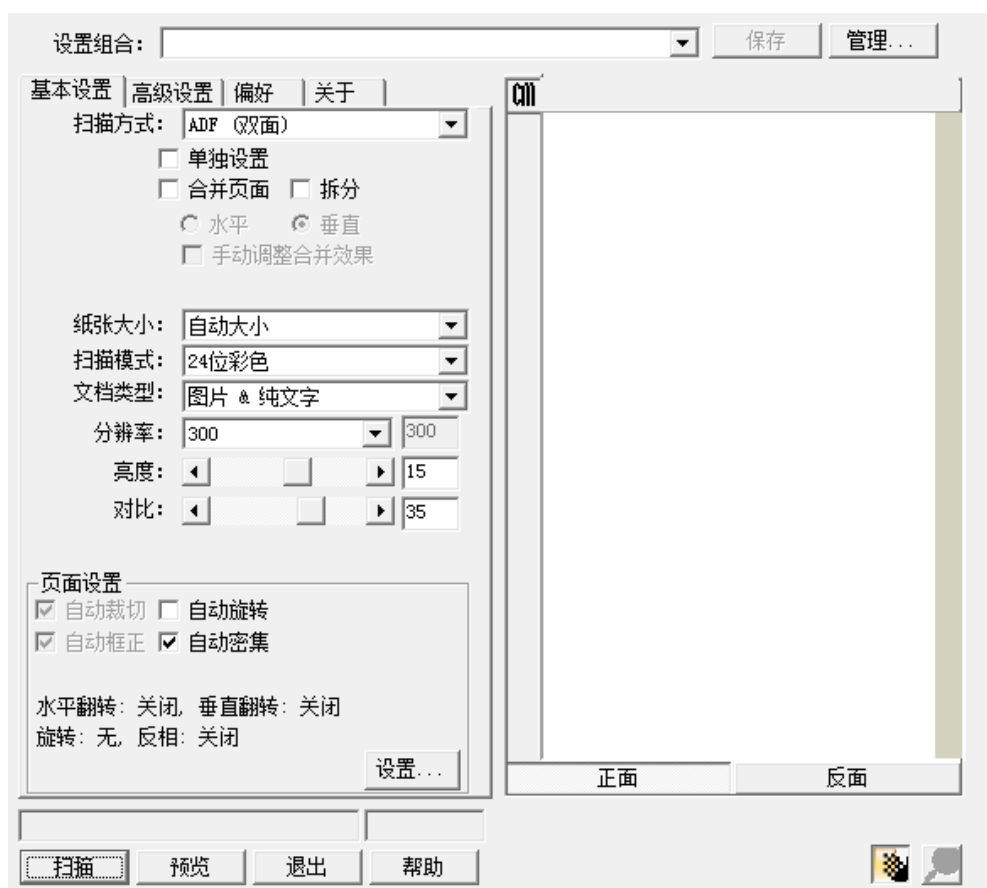 设置组合: 保存 管理...
基本设置 高级设置 偏好 关于
扫描方式: ADF (双面)
单独设置
合并页面 拆分
水平 垂直
手动调整合并效果
纸张大小: 自动大小
扫描模式: 24位彩色
文档类型: 图片 & 纯文字
分辨率: 300 300
亮度: 15
对比: 35
页面设置
自动裁切 自动旋转
自动框正 自动密集
水平翻转: 关闭, 垂直翻转: 关闭
旋转: 无, 反相: 关闭
设置...
正面 反面
扫描 预览 退出 帮助